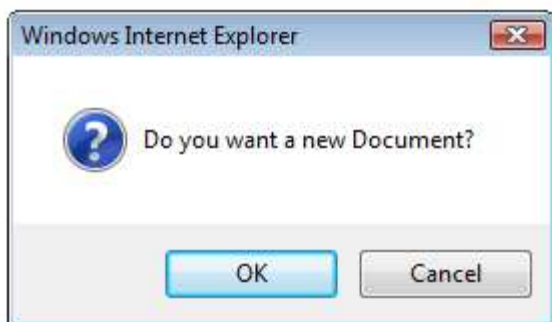 Windows Internet Explorer
Do you want a new Document?
OK
Cancel